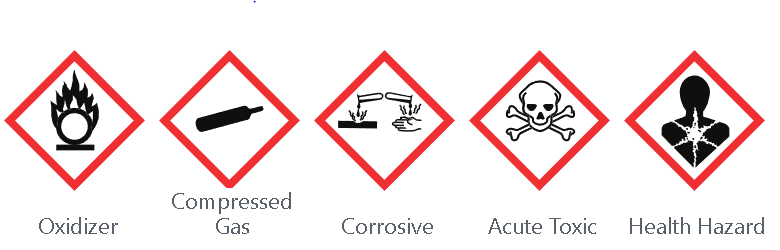 Oxidizer
Compressed
Gas
Corrosive
Acute Toxic
Health Hazard